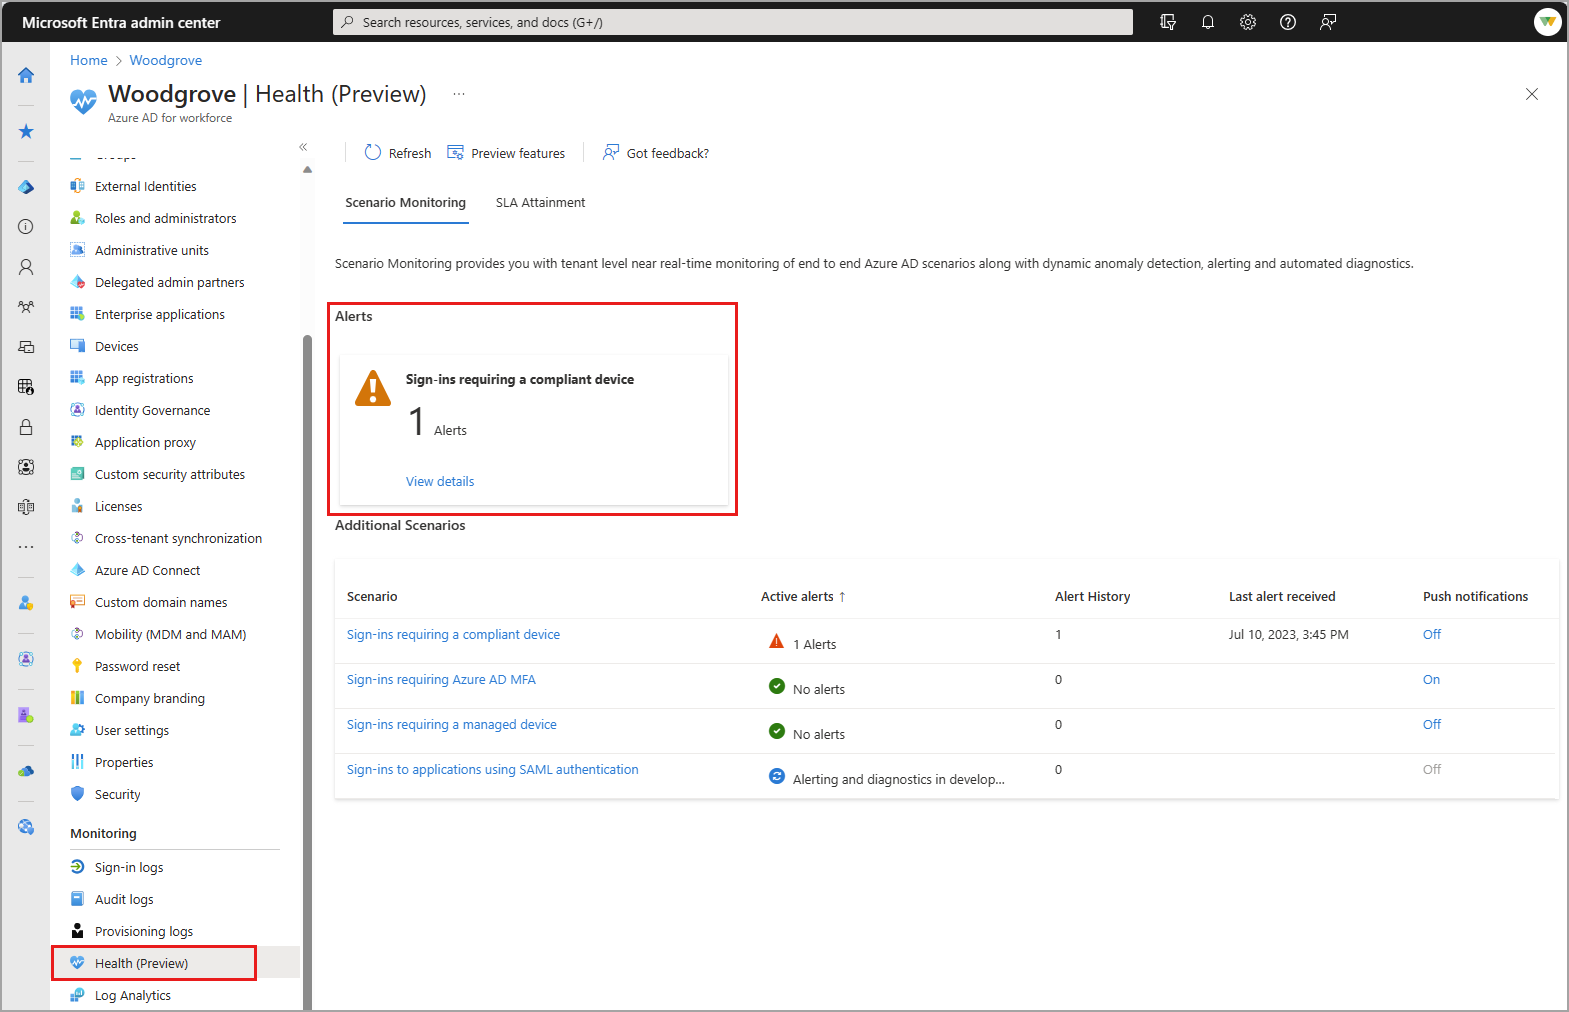 Microsoft Entra admin center
Search resources, services, and docs (G+/)
Home > Woodgrove
Woodgrove | Health (Preview) ...
Azure AD for workforce
Groups
External Identities
Roles and administrators
Administrative units
Delegated admin partners
Enterprise applications
Devices
App registrations
Identity Governance
Application proxy
Custom security attributes
Licenses
Cross-tenant synchronization
Azure AD Connect
Custom domain names
Mobility (MDM and MAM)
Password reset
Company branding
User settings
Properties
Security
Monitoring
Sign-in logs
Audit logs
Provisioning logs
Health (Preview)
Log Analytics
Refresh Preview features Got feedback?
Scenario Monitoring SLA Attainment
Scenario Monitoring provides you with tenant level near real-time monitoring of end to end Azure AD scenarios along with dynamic anomaly detection, alerting and automated diagnostics.
Alerts
Sign-ins requiring a compliant device
1 Alerts
View details
Additional Scenarios
Scenario Active alerts ↑ Alert History Last alert received Push notifications
Sign-ins requiring a compliant device 1 Alerts 1 Jul 10, 2023, 3:45 PM Off
Sign-ins requiring Azure AD MFA No alerts 0 On
Sign-ins requiring a managed device No alerts 0 Off
Sign-ins to applications using SAML authentication Alerting and diagnostics in develop... 0 Off